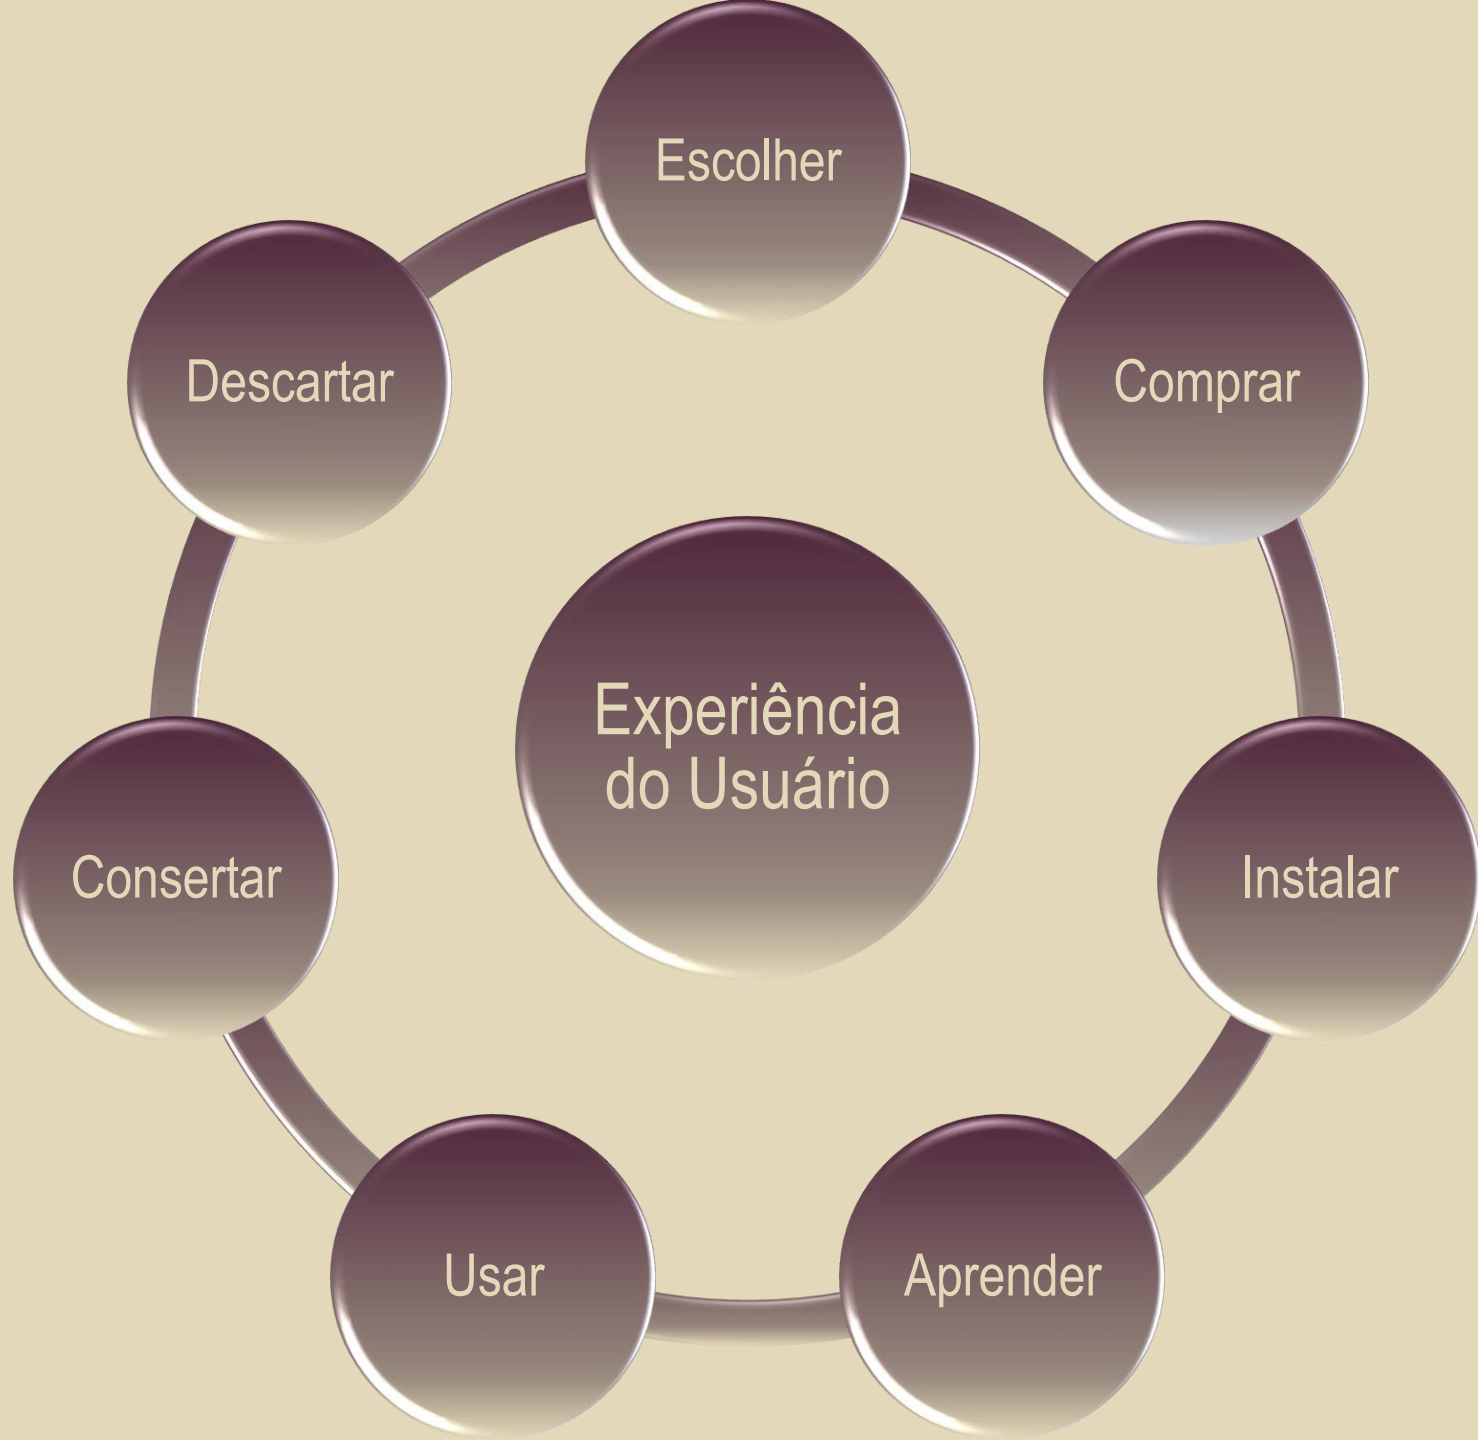 Escolher
Comprar
Instalar
Aprender
Usar
Consertar
Descartar
Experiência
do Usuário